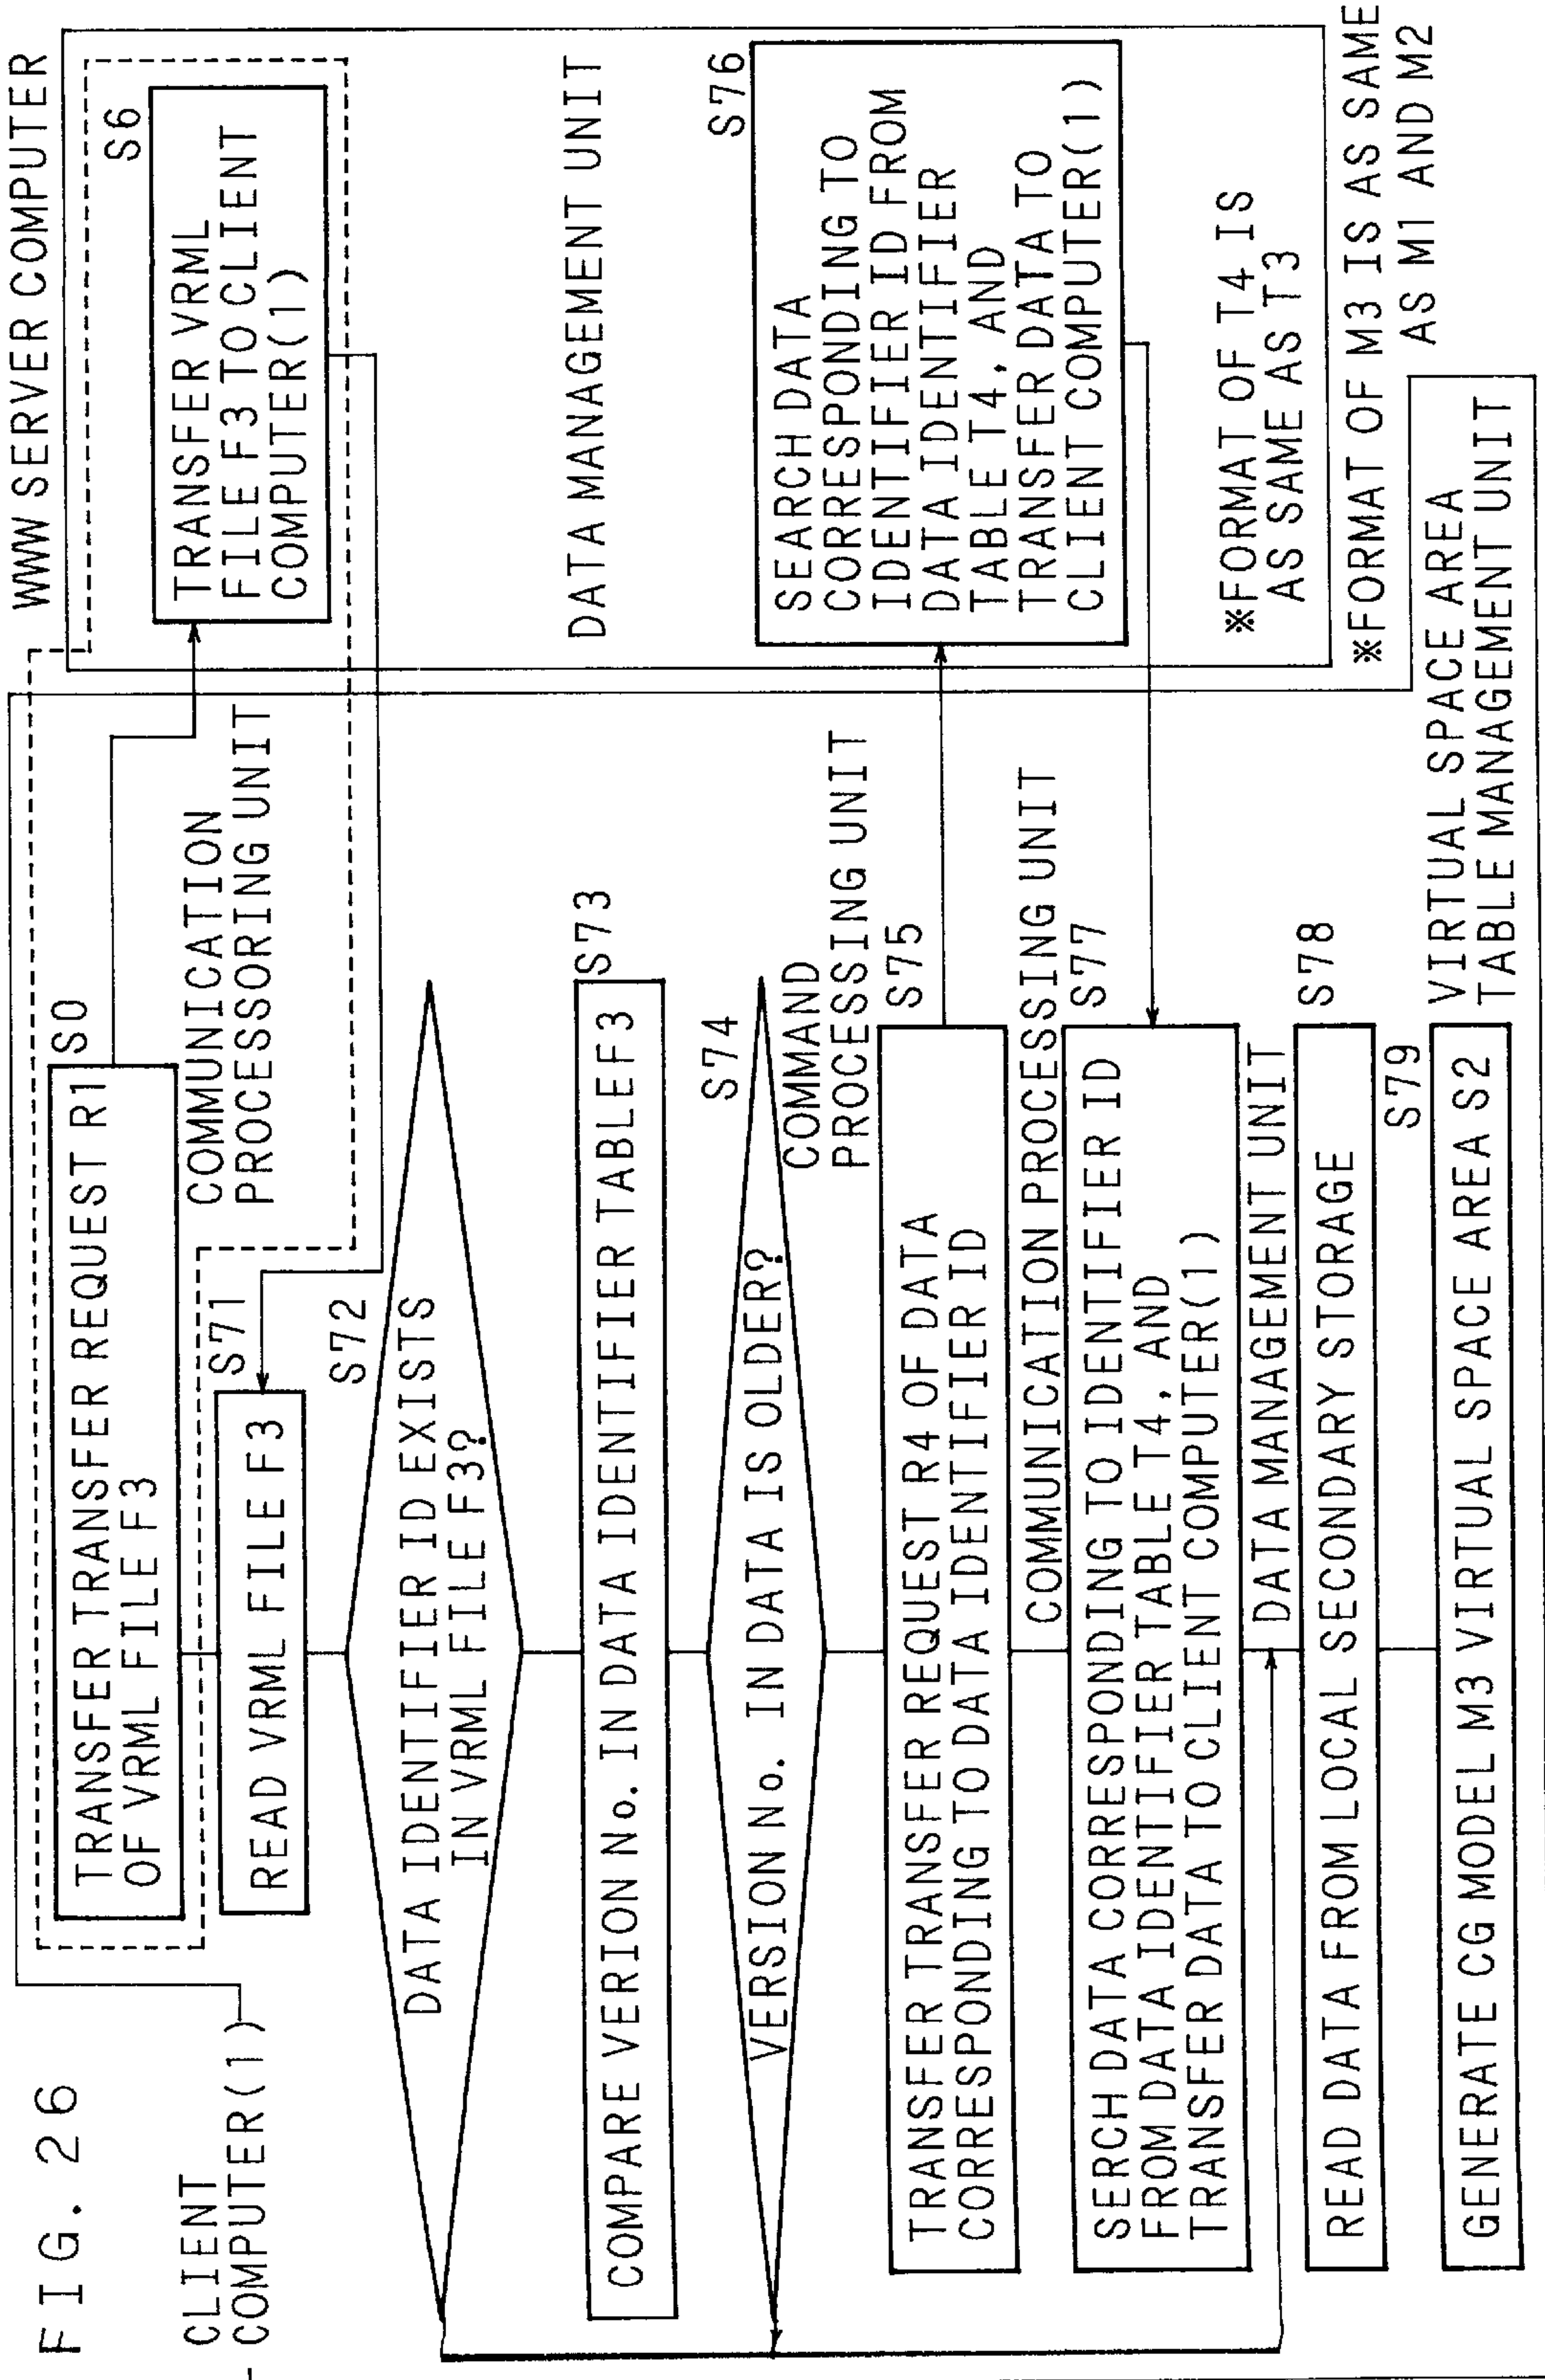 FIG. 26
WWW SERVER COMPUTER
CLIENT
COMPUTER(1)
S0
TRANSFER TRANSFER REQUEST R1
OF VRML FILE F3
COMMUNICATION
PROCESSORING UNIT
S6
TRANSFER VRML
FILE F3 TO CLIENT
COMPUTER(1)
S71
READ VRML FILE F3
S72
DATA IDENTIFIER ID EXISTS
IN VRML FILE F3?
S73
COMPARE VERION No. IN DATA IDENTIFIER TABLEF3
S74
VERSION No. IN DATA IS OLDER?
COMMAND
PROCESSING UNIT
S75
TRANSFER TRANSFER REQUEST R4 OF DATA
CORRESPONDING TO DATA IDENTIFIER ID
COMMUNICATION PROCESSING UNIT
DATA MANAGEMENT UNIT
S76
SEARCH DATA
CORRESPONDING TO
IDENTIFIER ID FROM
DATA IDENTIFIER
TABLE T4, AND
TRANSFER DATA TO
CLIENT COMPUTER(1)
S77
SERCH DATA CORRESPONDING TO IDENTIFIER ID
FROM DATA IDENTIFIER TABLE T4, AND
TRANSFER DATA TO CLIENT COMPUTER(1)
DATA MANAGEMENT UNIT
※FORMAT OF T4 IS
AS SAME AS T3
S78
READ DATA FROM LOCAL SECONDARY STORAGE
※FORMAT OF M3 IS AS SAME
AS M1 AND M2
S79
GENERATE CG MODEL M3 VIRTUAL SPACE AREA S2
VIRTUAL SPACE AREA
TABLE MANAGEMENT UNIT